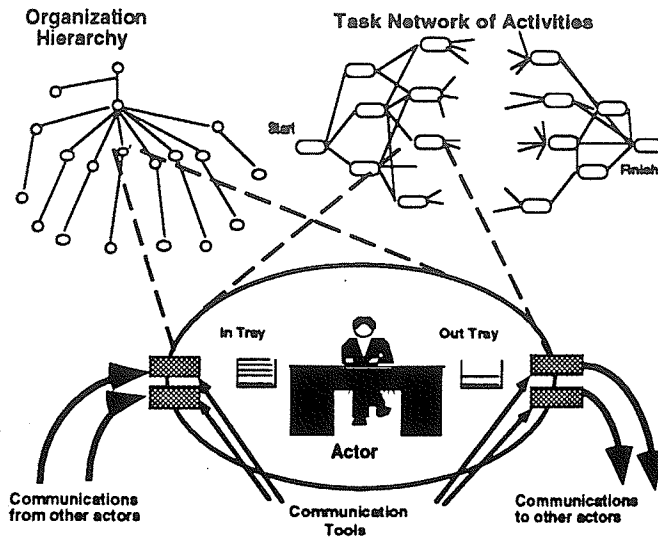 Organization
Hierarchy
Task Network of Activities
Start
Finish
In Tray
Out Tray
Actor
Communications
from other actors
Communication
Tools
Communications
to other actors